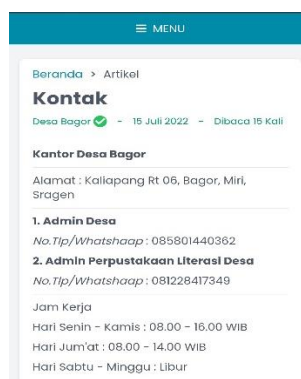 ≡ MENU
Beranda > Artikel
Kontak
Desa Bagor - 15 Juli 2022 - Dibaca 15 Kali
Kantor Desa Bagor
Alamat : Kaliapang Rt 06, Bagor, Miri,
Sragen
1. Admin Desa
No.Tlp/Whatshaap : 085801440362
2. Admin Perpustakaan Literasi Desa
No.Tlp/Whatshaap : 081228417349
Jam Kerja
Hari Senin - Kamis : 08.00 - 16.00 WIB
Hari Jum'at : 08.00 - 14.00 WIB
Hari Sabtu - Minggu : Libur